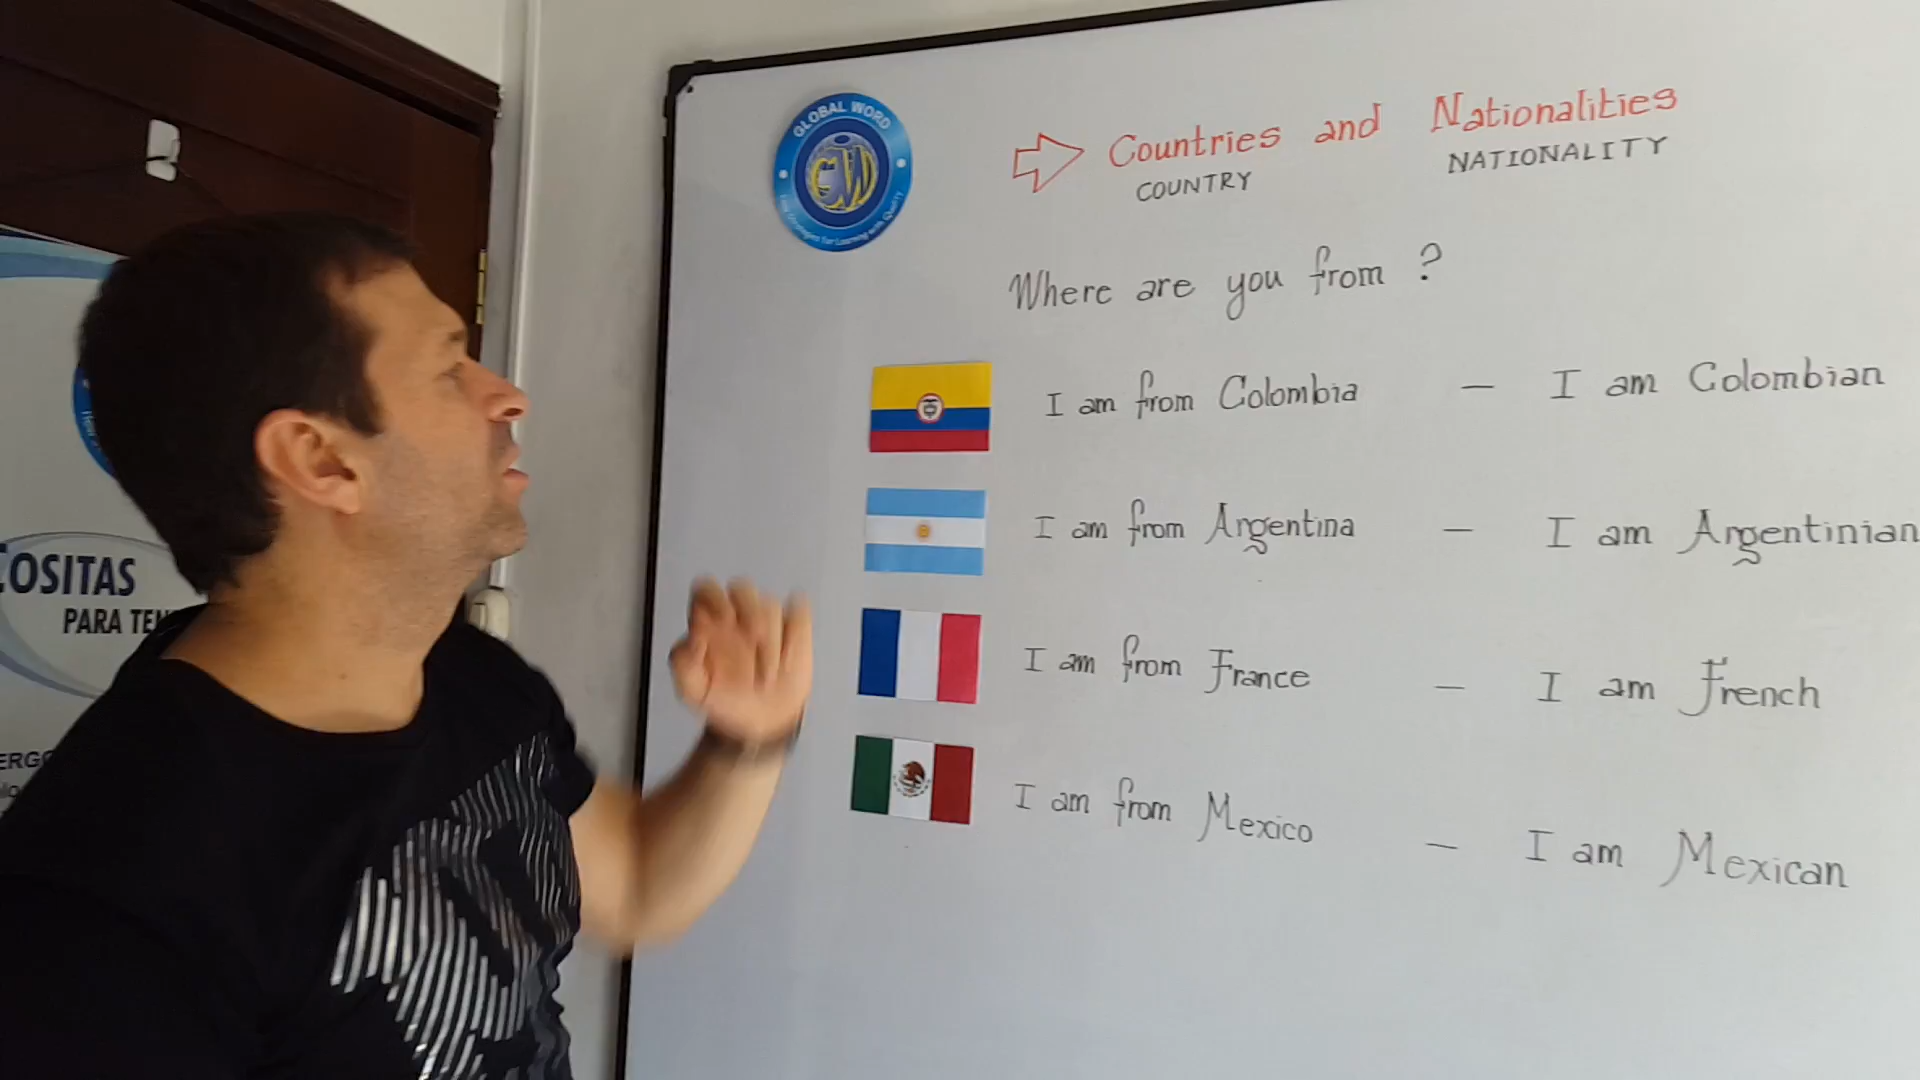 GLOBAL WORD
GW
Countries and Nationalities
COUNTRY NATIONALITY
Where are you from ?
I am from Colombia – I am Colombian
I am from Argentina – I am Argentinian
I am from France – I am French
I am from Mexico – I am Mexican
COSITAS
PARA